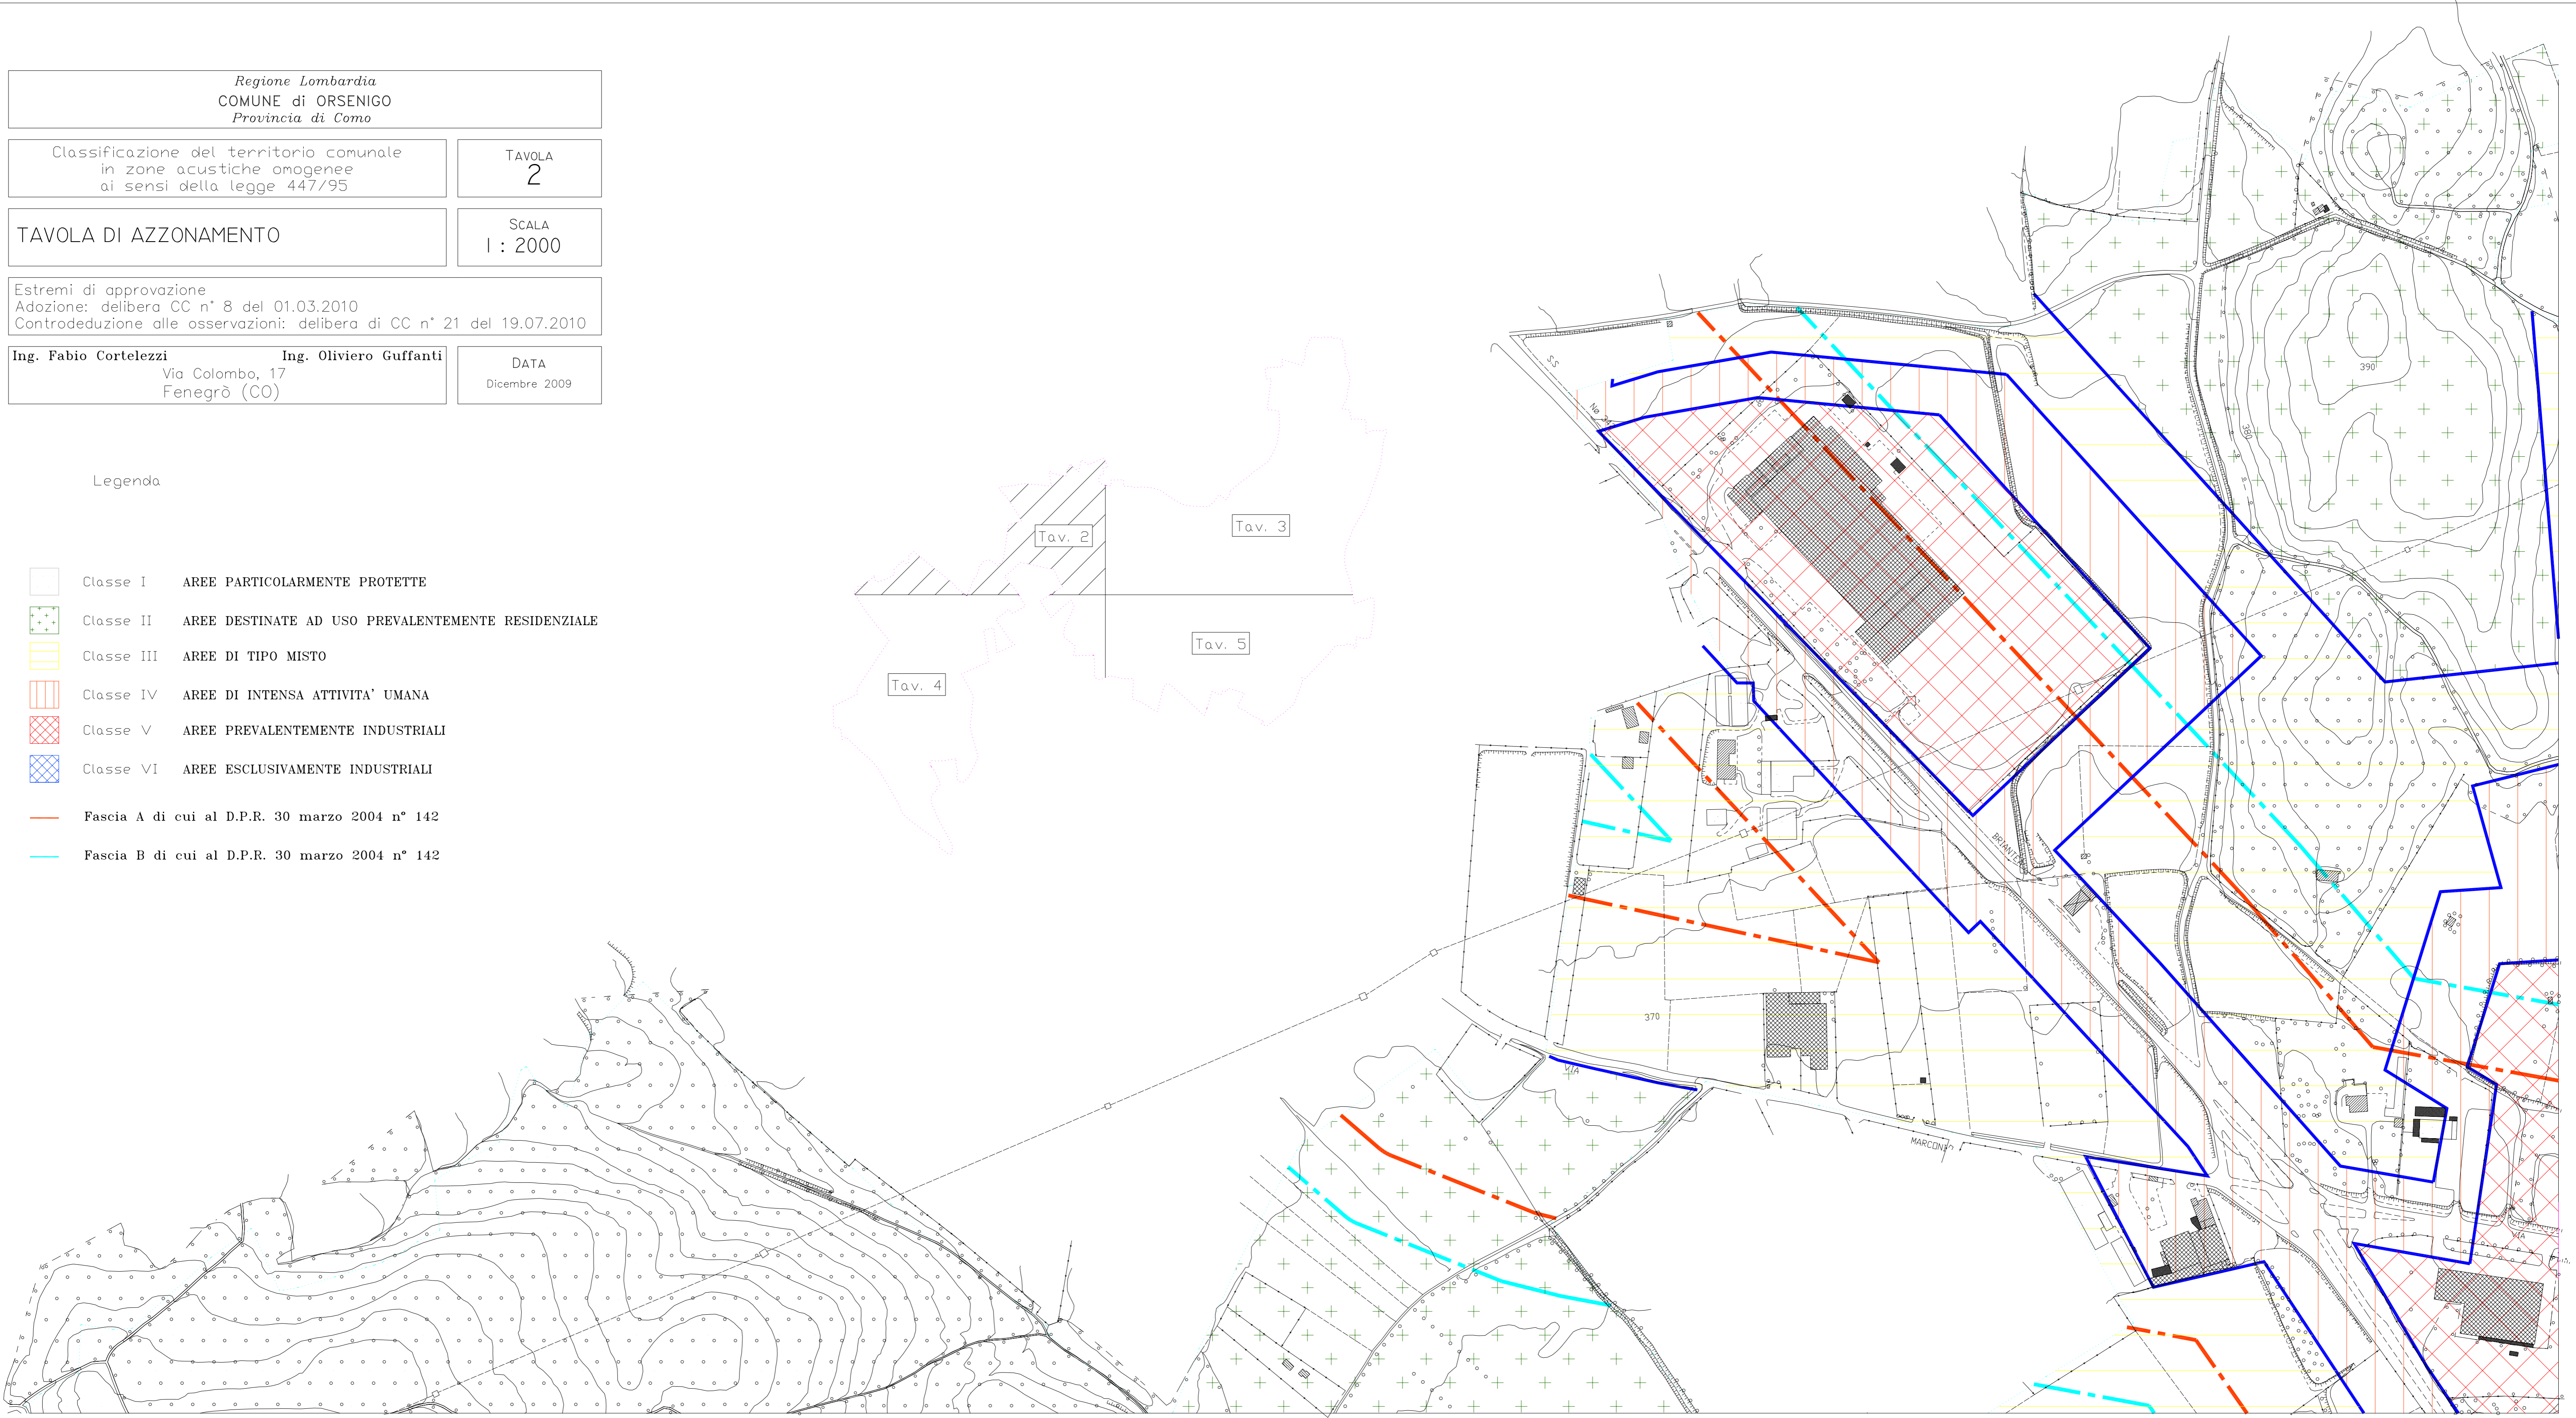 Regione Lombardia
COMUNE di ORSENIGO
Provincia di Como
Classificazione del territorio comunale
in zone acustiche omogenee
ai sensi della legge 447/95
TAVOLA
2
TAVOLA DI AZZONAMENTO
SCALA
1 : 2000
Estremi di approvazione
Adozione: delibera CC n° 8 del 01.03.2010
Controdeduzione alle osservazioni: delibera di CC n° 21 del 19.07.2010
Ing. Fabio Cortelezzi Ing. Oliviero Guffanti
Via Colombo, 17
Fenegrò (CO)
DATA
Dicembre 2009
Legenda
Classe I AREE PARTICOLARMENTE PROTETTE
Classe II AREE DESTINATE AD USO PREVALENTEMENTE RESIDENZIALE
Classe III AREE DI TIPO MISTO
Classe IV AREE DI INTENSA ATTIVITA' UMANA
Classe V AREE PREVALENTEMENTE INDUSTRIALI
Classe VI AREE ESCLUSIVAMENTE INDUSTRIALI
Fascia A di cui al D.P.R. 30 marzo 2004 n° 142
Fascia B di cui al D.P.R. 30 marzo 2004 n° 142
Tav. 2
Tav. 3
Tav. 4
Tav. 5
S.S
390
380
370
VIA
MARCONI
VIA